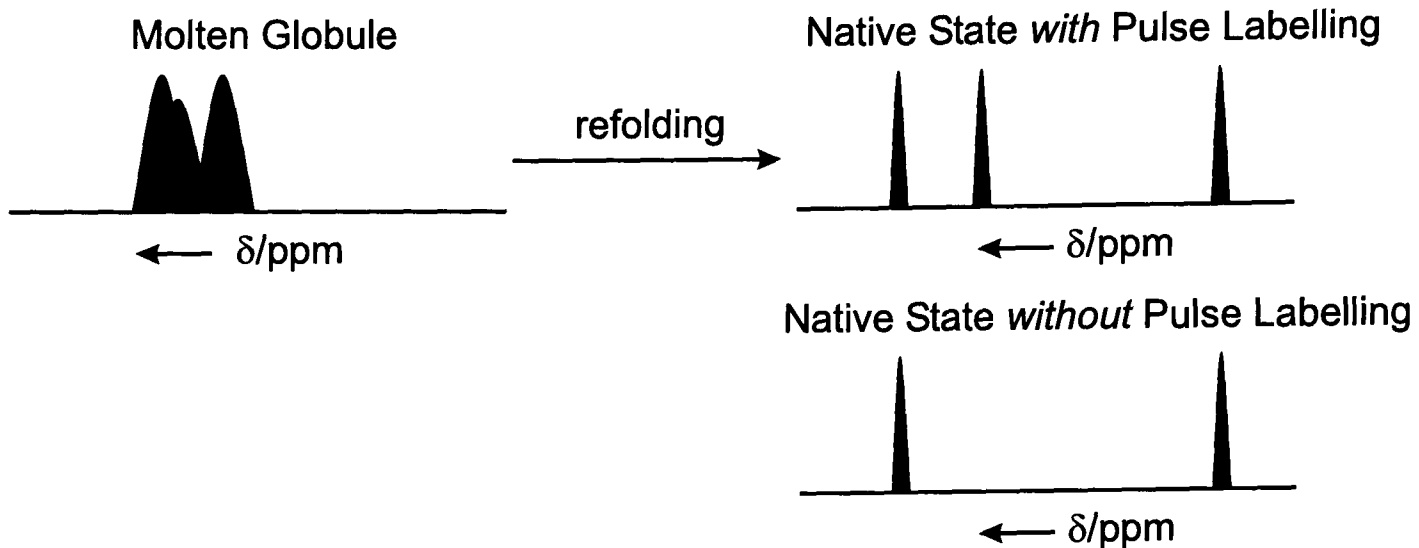 Molten Globule
δ/ppm
refolding
Native State with Pulse Labelling
δ/ppm
Native State without Pulse Labelling
δ/ppm